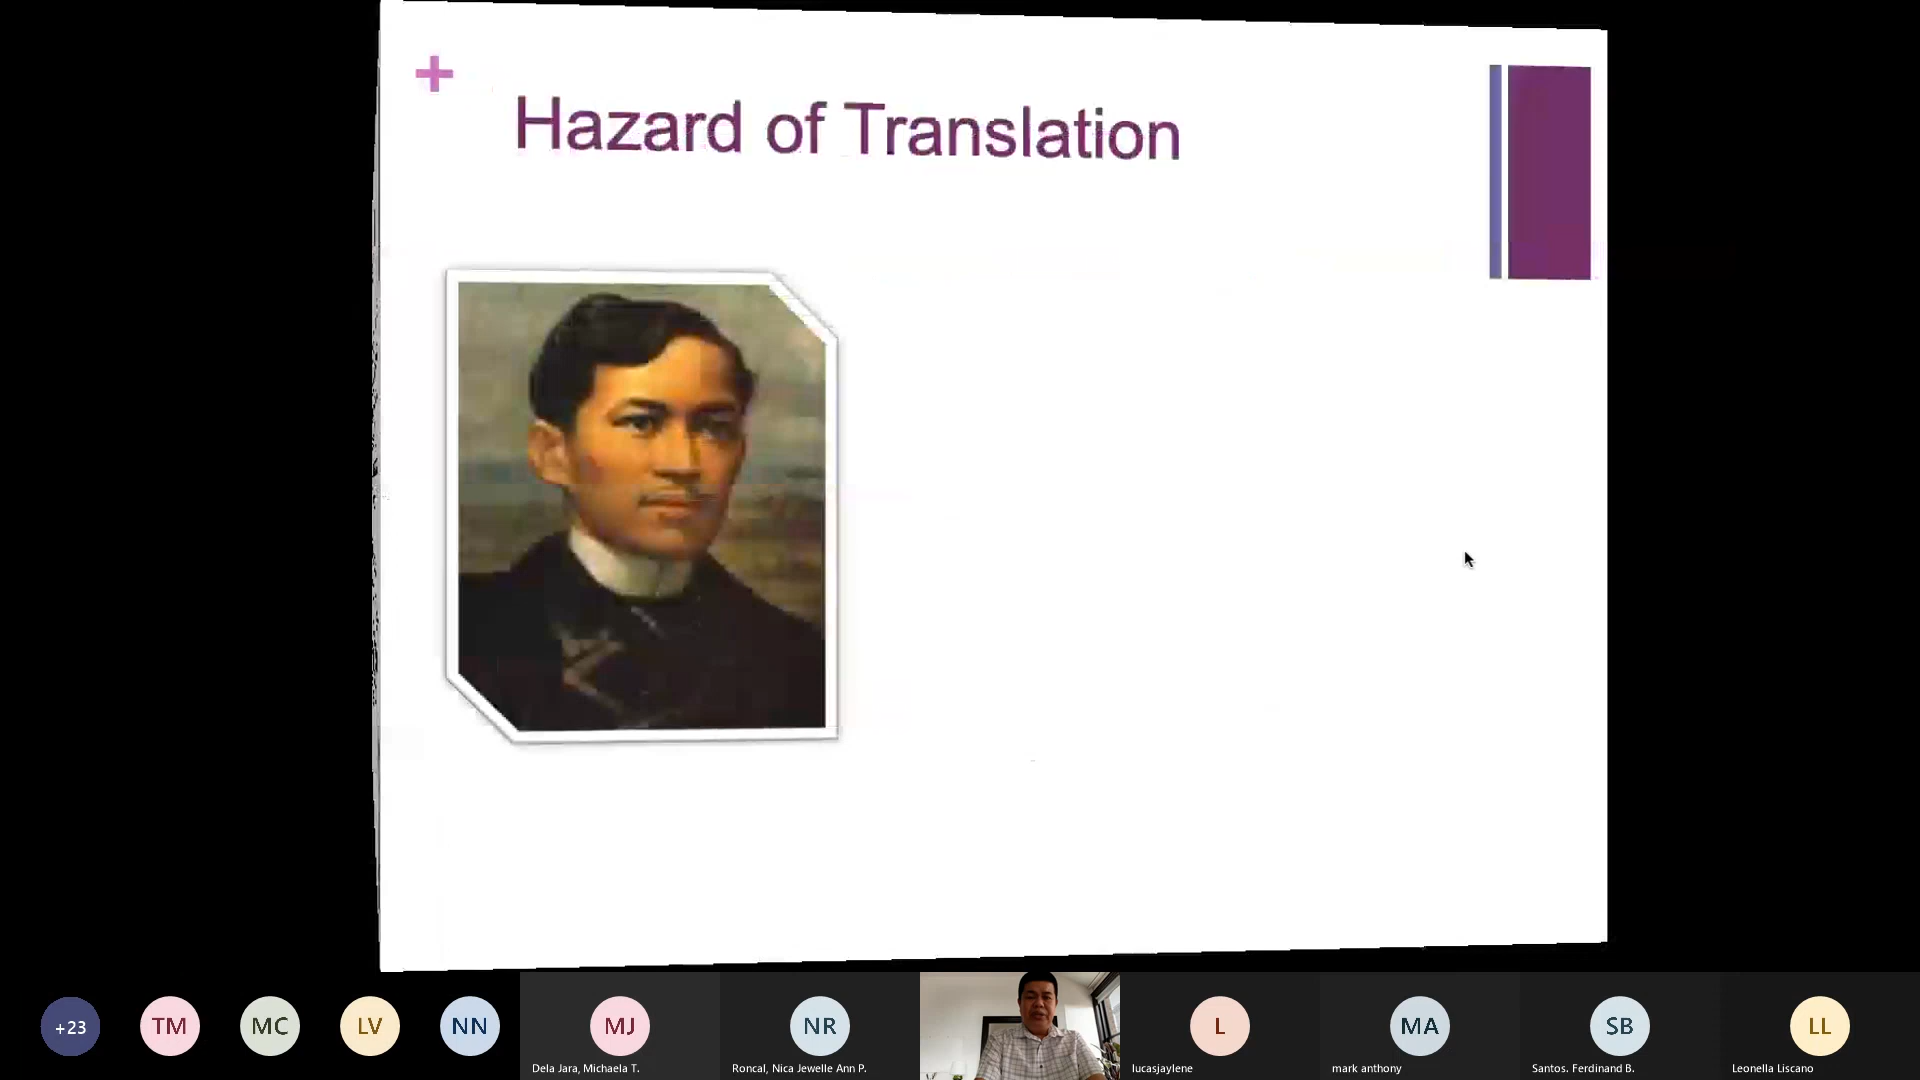 Hazard of Translation
+23
TM
MC
LV
NN
MJ
NR
L
MA
SB
LL
Dela Jara, Michaela T.
Roncal, Nica Jewelle Ann P.
lucasjaylene
mark anthony
Santos. Ferdinand B.
Leonella Liscano